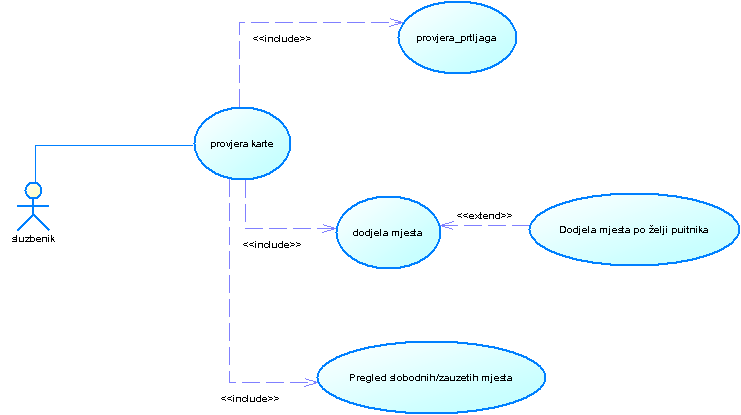 provjera_prtljaga
<<include>>
provjera karte
sluzbenik
dodjela mjesta
<<include>>
<<extend>>
Dodjela mjesta po želji puitnika
Pregled slobodnih/zauzetih mjesta
<<include>>